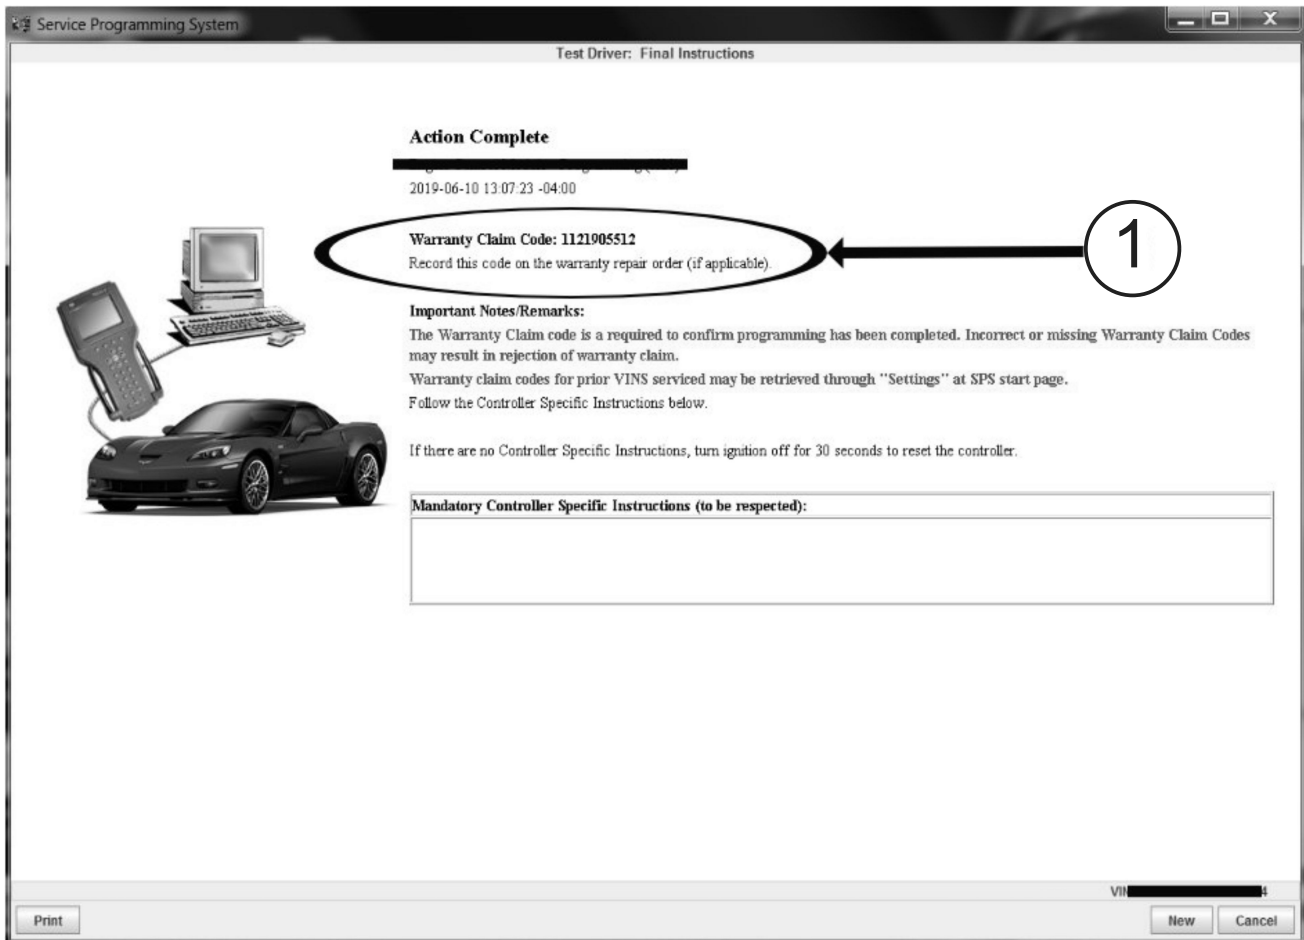 Service Programming System
Test Driver: Final Instructions
Action Complete
2019-06-10 13:07:23 -04:00
Warranty Claim Code: 1121905512
Record this code on the warranty repair order (if applicable).
1
Important Notes/Remarks:
The Warranty Claim code is a required to confirm programming has been completed. Incorrect or missing Warranty Claim Codes
may result in rejection of warranty claim.
Warranty claim codes for prior VINS serviced may be retrieved through "Settings" at SPS start page.
Follow the Controller Specific Instructions below.
If there are no Controller Specific Instructions, turn ignition off for 30 seconds to reset the controller.
Mandatory Controller Specific Instructions (to be respected):
VIN 4
Print
New
Cancel